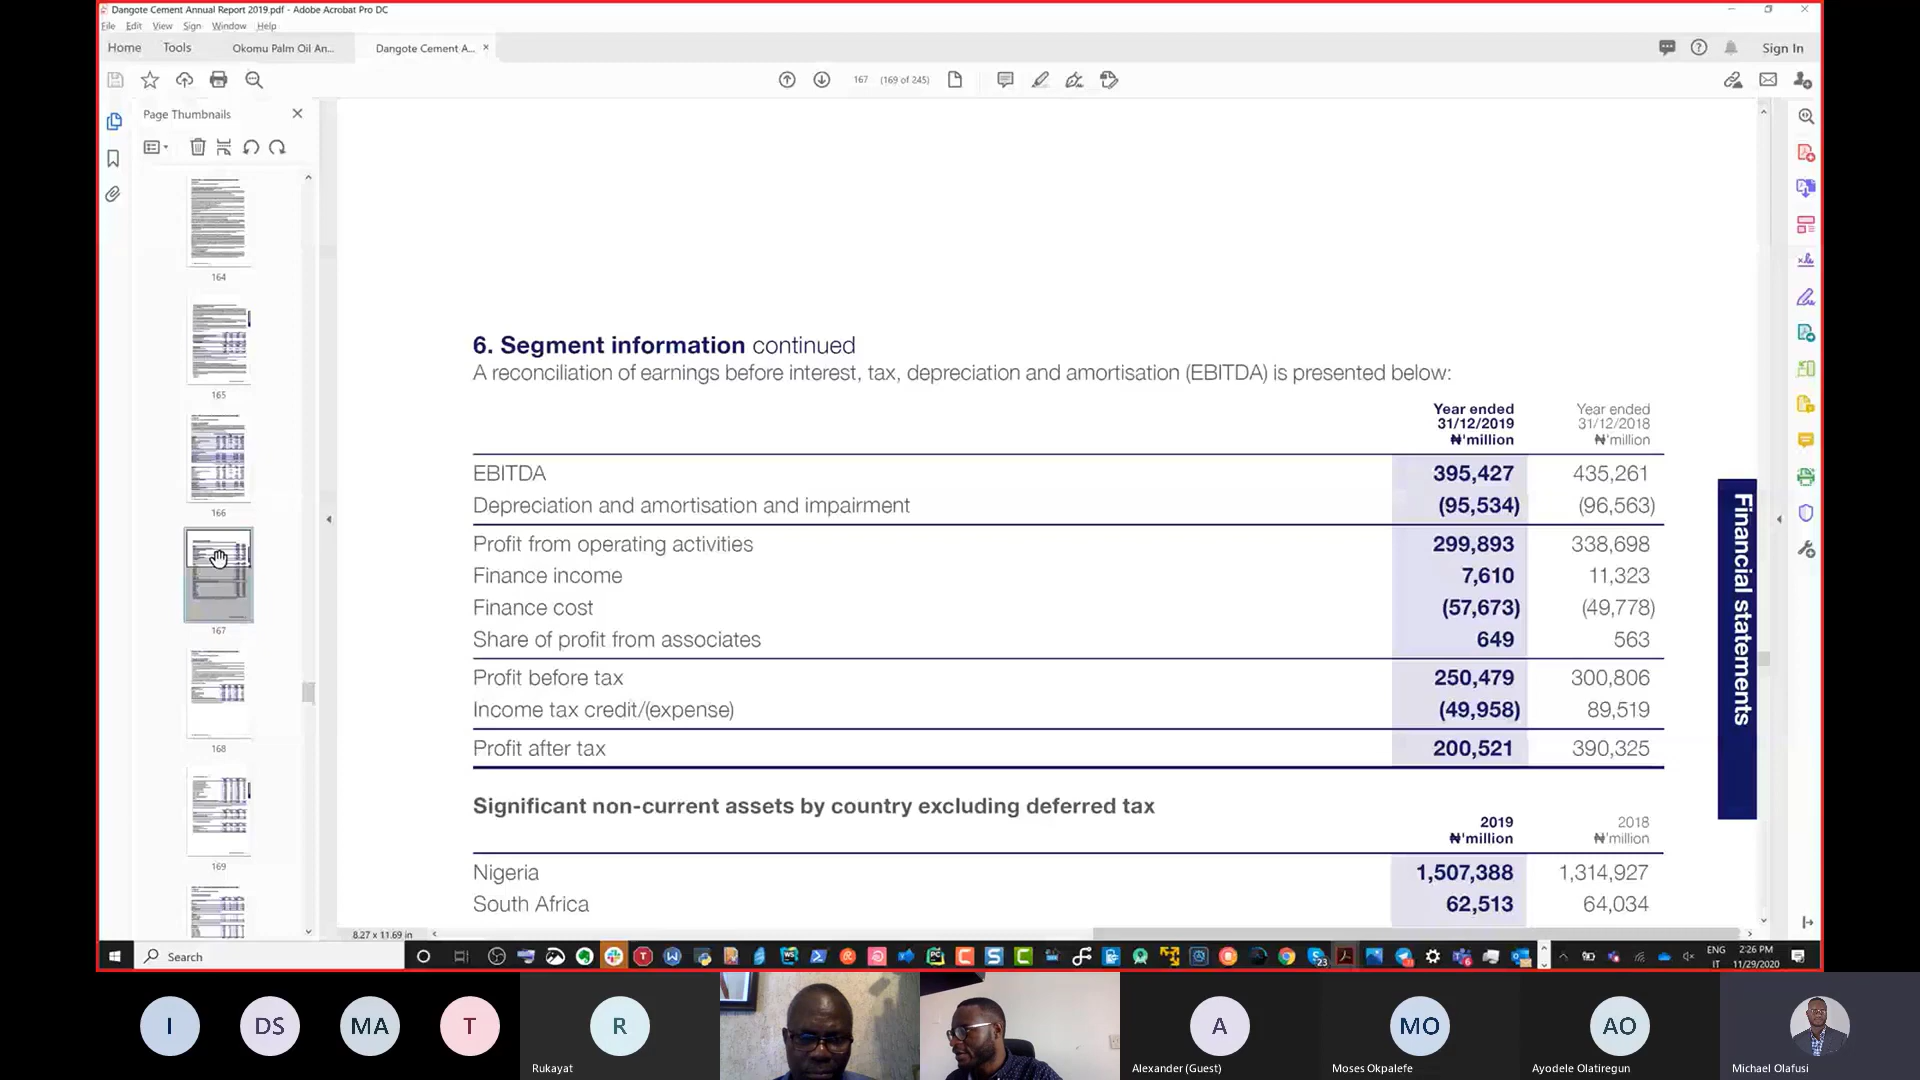 Dangote Cement Annual Report 2019.pdf - Adobe Acrobat Pro DC
File Edit View Sign Window Help
Home Tools Okomu Palm Oil An... Dangote Cement A... × Sign In
167 (169 of 245)
Page Thumbnails
164
165
166
167
168
169
6. Segment information continued
A reconciliation of earnings before interest, tax, depreciation and amortisation (EBITDA) is presented below:
Year ended Year ended
31/12/2019 31/12/2018
₦'million ₦'million
EBITDA 395,427 435,261
Depreciation and amortisation and impairment (95,534) (96,563)
Profit from operating activities 299,893 338,698
Finance income 7,610 11,323
Finance cost (57,673) (49,778)
Share of profit from associates 649 563
Profit before tax 250,479 300,806
Income tax credit/(expense) (49,958) 89,519
Profit after tax 200,521 390,325
Significant non-current assets by country excluding deferred tax
2019 2018
₦'million ₦'million
Nigeria 1,507,388 1,314,927
South Africa 62,513 64,034
Financial statements
8.27 x 11.69 in
Search
23
ENG 2:26 PM
IT 11/29/2020
I DS MA T R A MO AO
Rukayat Alexander (Guest) Moses Okpalefe Ayodele Olatiregun Michael Olafusi